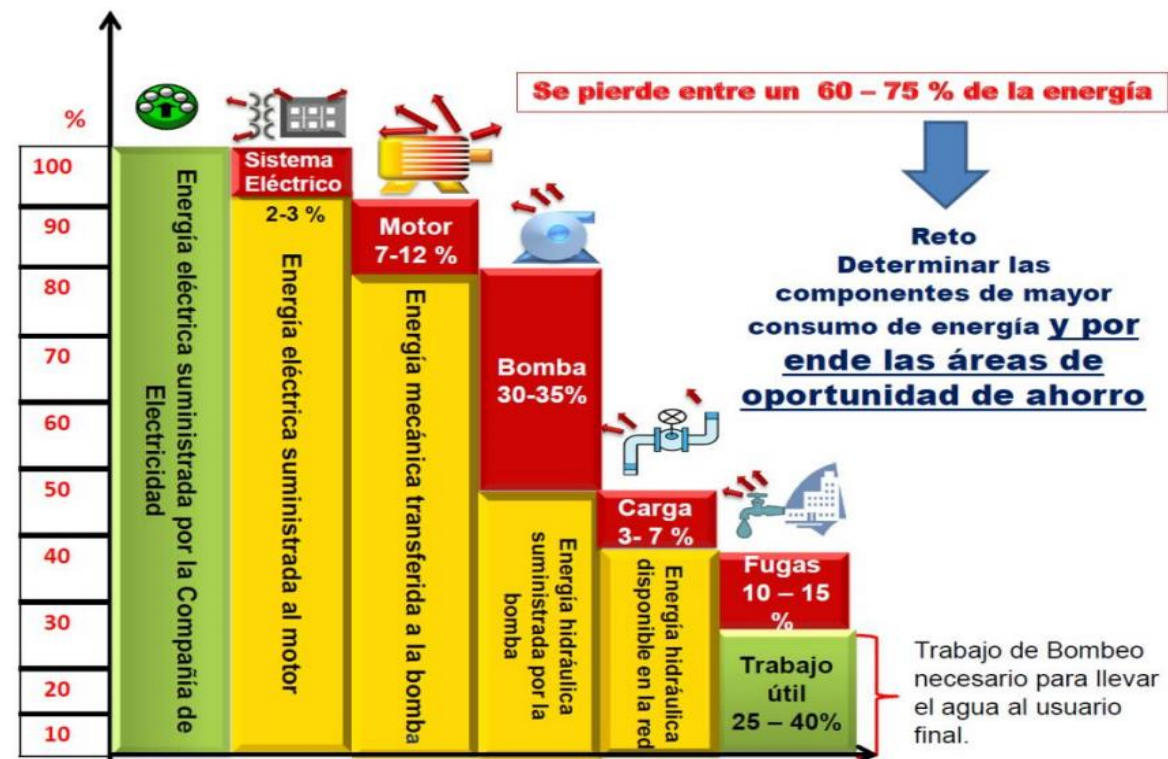 Se pierde entre un 60 – 75 % de la energía
%
100
90
80
70
60
50
40
30
20
10
Energía eléctrica suministrada por la Compañía de
Electricidad
Sistema
Eléctrico
2-3 %
Energía eléctrica suministrada al motor
Motor
7-12 %
Energía mecánica transferida a la bomba
Bomba
30-35%
Energía hidráulica
suministrada por la
bomba
Carga
3- 7 %
Energía hidráulica
disponible en la red
Fugas
10 – 15
%
Trabajo
útil
25 – 40%
Reto
Determinar las
componentes de mayor
consumo de energía y por
ende las áreas de
oportunidad de ahorro
Trabajo de Bombeo
necesario para llevar
el agua al usuario
final.